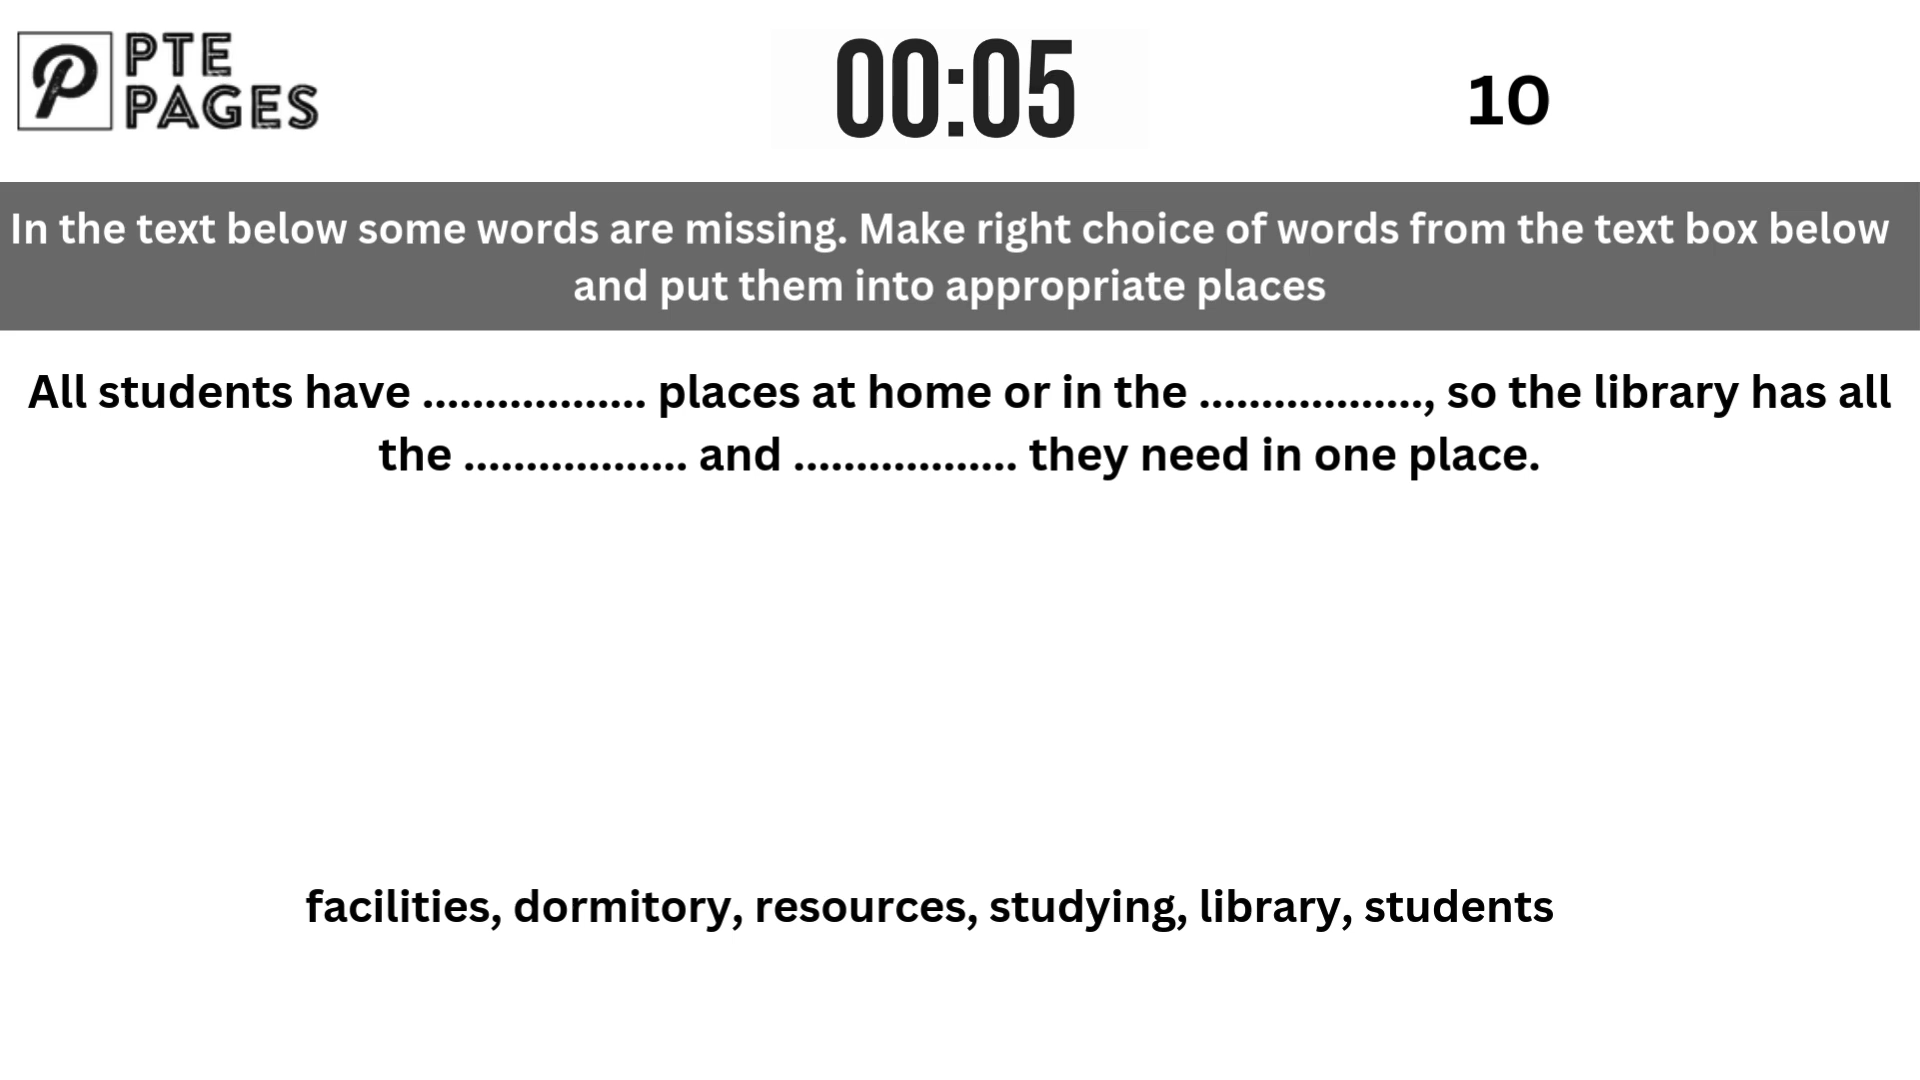 PTE
PAGES
00:05
10
In the text below some words are missing. Make right choice of words from the text box below
and put them into appropriate places
All students have .................. places at home or in the .................., so the library has all
the .................. and .................. they need in one place.
facilities, dormitory, resources, studying, library, students